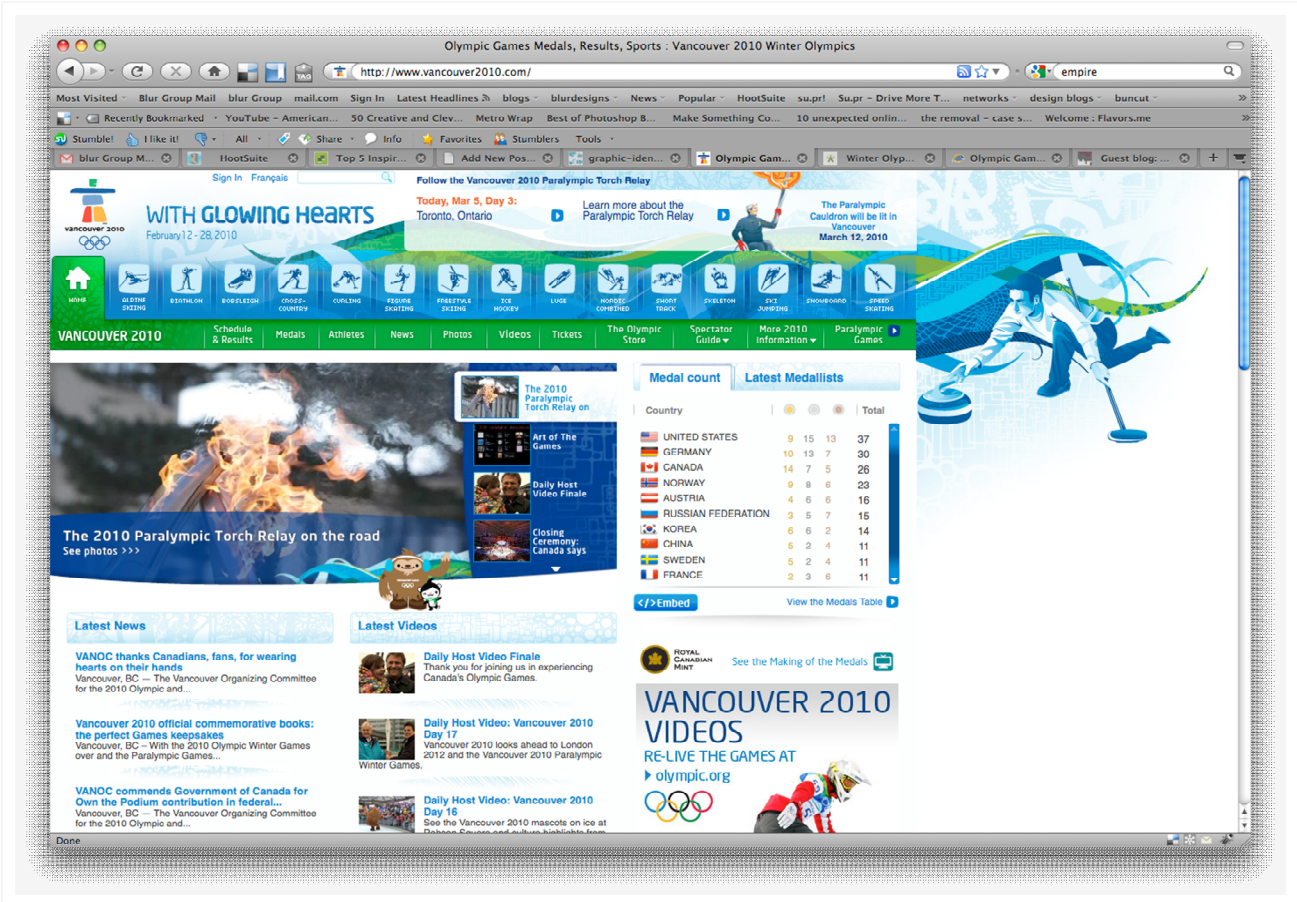 Olympic Games Medals, Results, Sports : Vancouver 2010 Winter Olympics
TAG
http://www.vancouver2010.com/
empire
Most Visited Blur Group Mail blur Group mail.com Sign In Latest Headlines blogs blurdesigns News Popular HootSuite su.pr! Su.pr - Drive More T... networks design blogs buncut »
Recently Bookmarked YouTube - American... 50 Creative and Clev... Metro Wrap Best of Photoshop B... Make Something Co... 10 unexpected onlin... the removal - case s... Welcome : Flavors.me »
Stumble! I like it! All Share Info Favorites Stumblers Tools
blur Group M... HootSuite Top 5 Inspir... Add New Pos... graphic-iden... Olympic Gam... Winter Olyp... Olympic Gam... Guest blog: ...
Sign In Français
vancouver 2010
WITH GLOWING HEARTS
February 12 - 28, 2010
Follow the Vancouver 2010 Paralympic Torch Relay
Today, Mar 5, Day 3:
Toronto, Ontario
Learn more about the
Paralympic Torch Relay
The Paralympic
Cauldron will be lit in
Vancouver
March 12, 2010
HOME
ALPINE
SKIING
BIATHLON
BOBSLEIGH
CROSS-
COUNTRY
CURLING
FIGURE
SKATING
FREESTYLE
SKIING
ICE
HOCKEY
LUGE
NORDIC
COMBINED
SHORT
TRACK
SKELETON
SKI
JUMPING
SNOWBOARD
SPEED
SKATING
VANCOUVER 2010
Schedule
& Results
Medals
Athletes
News
Photos
Videos
Tickets
The Olympic
Store
Spectator
Guide
More 2010
Information
Paralympic
Games
The 2010
Paralympic
Torch Relay on
Art of The
Games
Daily Host
Video Finale
Closing
Ceremony:
Canada says
The 2010 Paralympic Torch Relay on the road
See photos >>>
Medal count
Latest Medallists
Country Total
UNITED STATES 9 15 13 37
GERMANY 10 13 7 30
CANADA 14 7 5 26
NORWAY 9 8 6 23
AUSTRIA 4 6 6 16
RUSSIAN FEDERATION 3 5 7 15
KOREA 6 6 2 14
CHINA 5 2 4 11
SWEDEN 5 2 4 11
FRANCE 2 3 6 11
</>Embed
View the Medals Table
Latest News
VANOC thanks Canadians, fans, for wearing
hearts on their hands
Vancouver, BC — The Vancouver Organizing Committee
for the 2010 Olympic and...
Vancouver 2010 official commemorative books:
the perfect Games keepsakes
Vancouver, BC – With the 2010 Olympic Winter Games
over and the Paralympic Games...
VANOC commends Government of Canada for
Own the Podium contribution in federal...
Vancouver, BC — The Vancouver Organizing Committee
for the 2010 Olympic and...
Latest Videos
Daily Host Video Finale
Thank you for joining us in experiencing
Canada's Olympic Games.
Daily Host Video: Vancouver 2010
Day 17
Vancouver 2010 looks ahead to London
2012 and the Vancouver 2010 Paralympic
Winter Games.
Daily Host Video: Vancouver 2010
Day 16
See the Vancouver 2010 mascots on ice at
Robson Square and culture highlights from
ROYAL
CANADIAN
MINT
See the Making of the Medals
VANCOUVER 2010
VIDEOS
RE-LIVE THE GAMES AT
olympic.org
Done